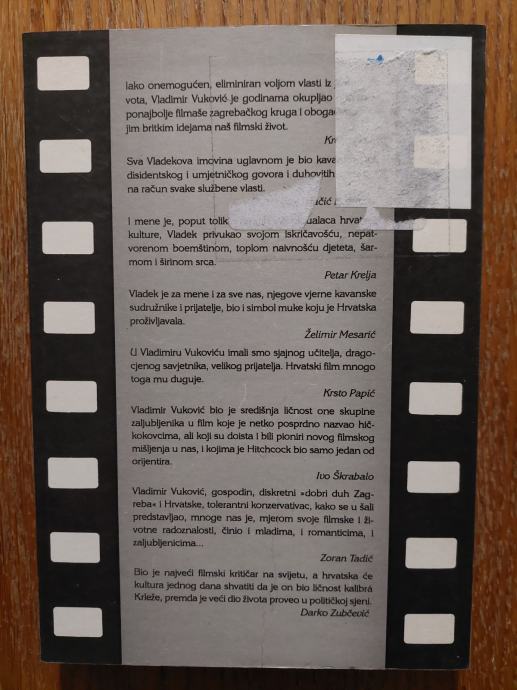 Iako onemogućen, eliminiran voljom vlasti iz
vota, Vladimir Vuković je godinama okupljao
ponajbolje filmaše zagrebačkog kruga i oboga
jim britkim idejama naš filmski život.
Kr
Sva Vladekova imovina uglavnom je bio kava
disidentskog i umjetničkog govora i duhovitih
na račun svake službene vlasti.
I mene je, poput tolik
kulture, Vladek privukao svojom iskričavošću, nepat-
vorenom boemštinom, toplom naivnošću djeteta, šar-
mom i širinom srca.
Petar Krelja
Vladek je za mene i za sve nas, njegove vjerne kavanske
sudružnike i prijatelje, bio i simbol muke koju je Hrvatska
proživljavala.
Želimir Mesarić
U Vladimiru Vukoviću imali smo sjajnog učitelja, drago-
cjenog savjetnika, velikog prijatelja. Hrvatski film mnogo
toga mu duguje.
Krsto Papić
Vladimir Vuković bio je središnja ličnost one skupine
zaljubljenika u film koje je netko posprdno nazvao hič-
kokovcima, ali koji su doista i bili pioniri novog filmskog
mišljenja u nas, i kojima je Hitchcock bio samo jedan od
orijentira.
Ivo Škrabalo
Vladimir Vuković, gospodin, diskretni »dobri duh Zag-
reba« i Hrvatske, tolerantni konzervativac, kako se u šali
predstavljao, mnoge nas je, mjerom svoje filmske i ži-
votne radoznalosti, činio i mladima, i romanticima, i
zaljubljenicima...
Zoran Tadić
Bio je najveći filmski kritičar na svijetu, a hrvatska će
kultura jednog dana shvatiti da je on bio ličnost kalibra
Krleže, premda je veći dio života proveo u političkoj sjeni.
Darko Zubčević